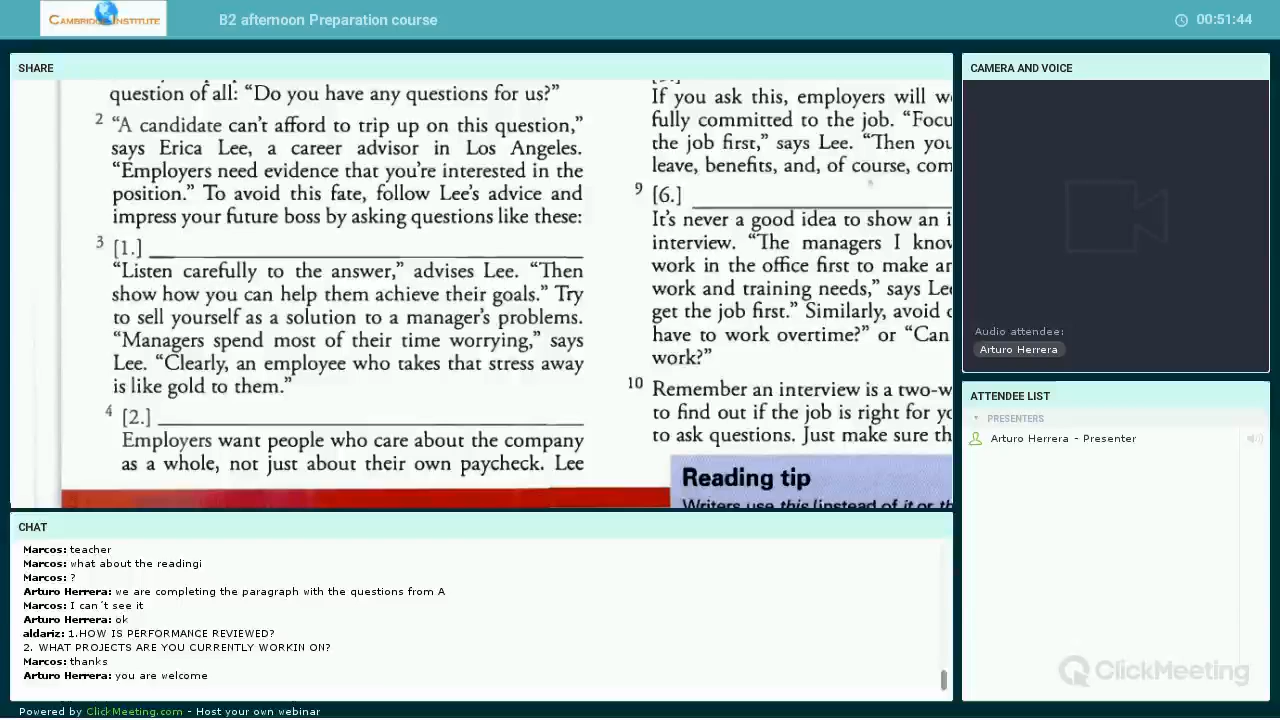 CAMBRIDGE INSTITUTE
B2 afternoon Preparation course
00:51:44
SHARE
question of all: “Do you have any questions for us?”
2 “A candidate can’t afford to trip up on this question,”
says Erica Lee, a career advisor in Los Angeles.
“Employers need evidence that you’re interested in the
position.” To avoid this fate, follow Lee’s advice and
impress your future boss by asking questions like these:
3 [1.]
“Listen carefully to the answer,” advises Lee. “Then
show how you can help them achieve their goals.” Try
to sell yourself as a solution to a manager’s problems.
“Managers spend most of their time worrying,” says
Lee. “Clearly, an employee who takes that stress away
is like gold to them.”
4 [2.]
Employers want people who care about the company
as a whole, not just about their own paycheck. Lee
If you ask this, employers will w
fully committed to the job. “Focu
the job first,” says Lee. “Then you
leave, benefits, and, of course, com
9 [6.]
It’s never a good idea to show an i
interview. “The managers I know
work in the office first to make an
work and training needs,” says Le
get the job first.” Similarly, avoid
have to work overtime?” or “Can
work?”
10 Remember an interview is a two-w
to find out if the job is right for yo
to ask questions. Just make sure th
Reading tip
Writers use this (instead of it or th
CAMERA AND VOICE
Audio attendee:
Arturo Herrera
ATTENDEE LIST
PRESENTERS
Arturo Herrera - Presenter
CHAT
Marcos: teacher
Marcos: what about the readingi
Marcos: ?
Arturo Herrera: we are completing the paragraph with the questions from A
Marcos: I can´t see it
Arturo Herrera: ok
aldariz: 1.HOW IS PERFORMANCE REVIEWED?
2. WHAT PROJECTS ARE YOU CURRENTLY WORKIN ON?
Marcos: thanks
Arturo Herrera: you are welcome
ClickMeeting
Powered by ClickMeeting.com - Host your own webinar